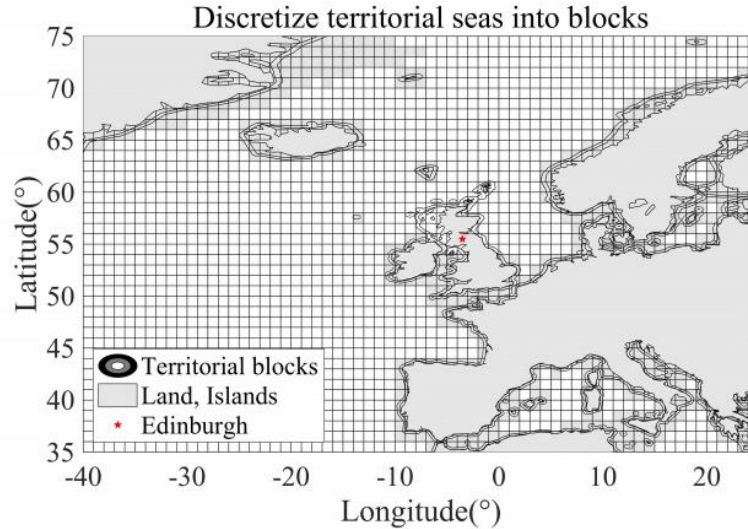 Discretize territorial seas into blocks
75
70
65
60
55
50
45
40
35
Latitude(°)
Territorial blocks
Land, Islands
Edinburgh
-40 -30 -20 -10 0 10 20
Longitude(°)